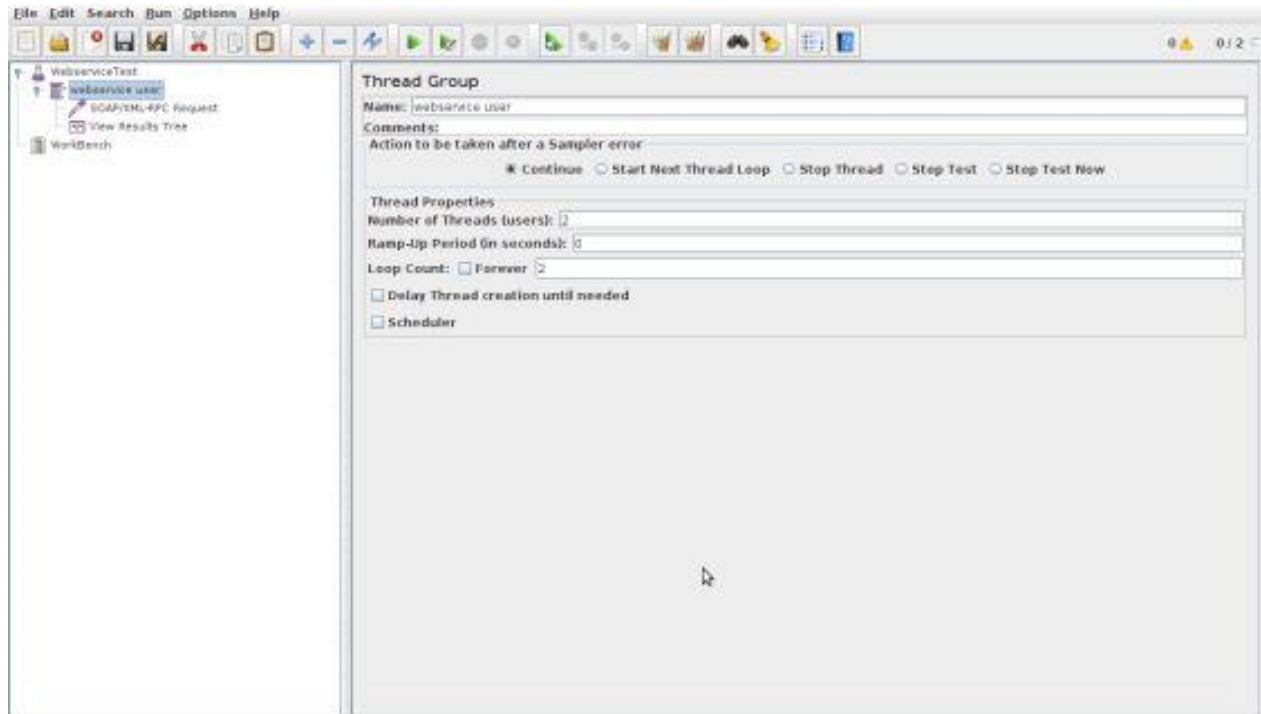 File Edit Search Run Options Help
0 0 / 2
WebserviceTest
webservice user
SOAP/XML-RPC Request
View Results Tree
WorkBench
Thread Group
Name: webservice user
Comments:
Action to be taken after a Sampler error
Continue Start Next Thread Loop Stop Thread Stop Test Stop Test Now
Thread Properties
Number of Threads (users): 2
Ramp-Up Period (in seconds): 0
Loop Count: Forever 2
Delay Thread creation until needed
Scheduler